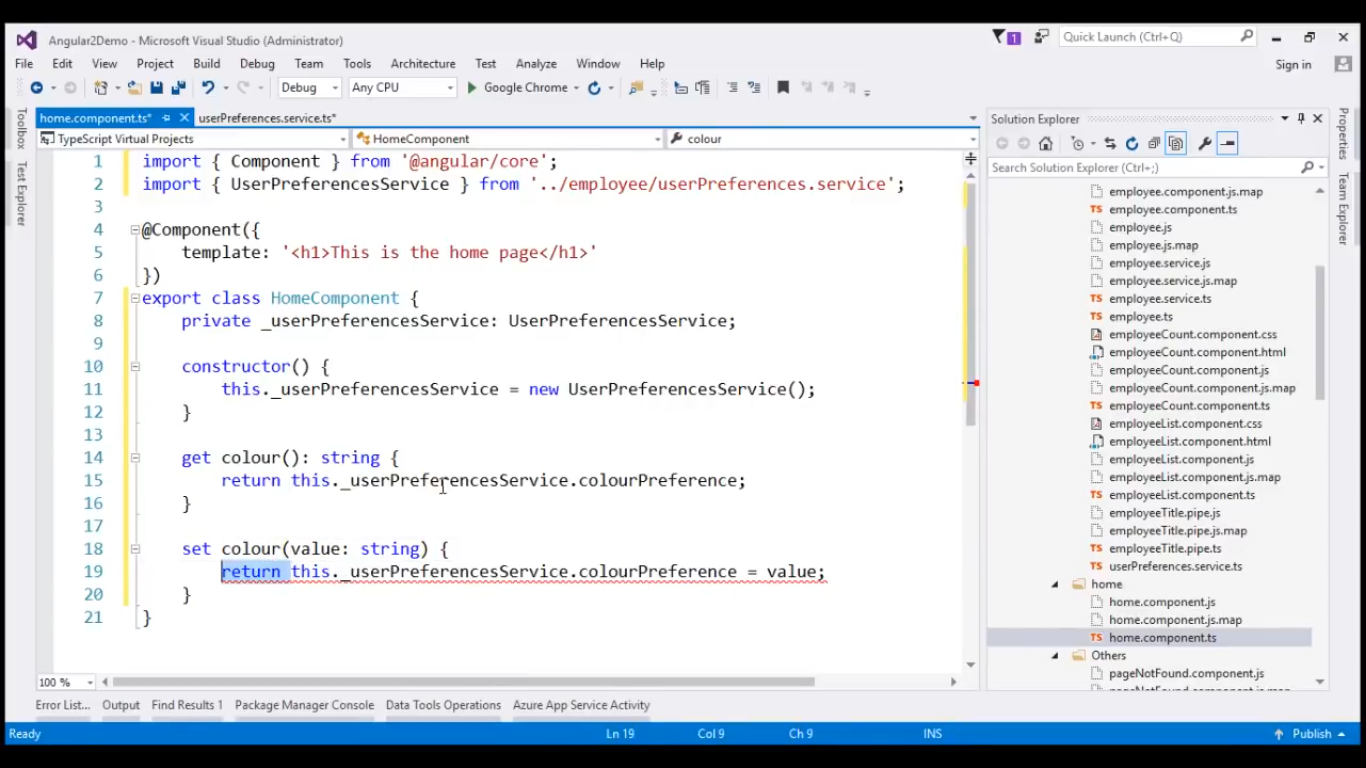 Angular2Demo - Microsoft Visual Studio (Administrator)
1
Quick Launch (Ctrl+Q)
File Edit View Project Build Debug Team Tools Architecture Test Analyze Window Help
Sign in
Debug Any CPU Google Chrome
home.component.ts* userPreferences.service.ts*
TypeScript Virtual Projects HomeComponent colour
Toolbox
Test Explorer
1 import { Component } from '@angular/core';
2 import { UserPreferencesService } from '../employee/userPreferences.service';
3
4 @Component({
5 template: '<h1>This is the home page</h1>'
6 })
7 export class HomeComponent {
8 private _userPreferencesService: UserPreferencesService;
9
10 constructor() {
11 this._userPreferencesService = new UserPreferencesService();
12 }
13
14 get colour(): string {
15 return this._userPreferencesService.colourPreference;
16 }
17
18 set colour(value: string) {
19 return this._userPreferencesService.colourPreference = value;
20 }
21 }
100 %
Solution Explorer
Search Solution Explorer (Ctrl+;)
employee.component.js.map
TS employee.component.ts
employee.js
employee.js.map
employee.service.js
employee.service.js.map
TS employee.service.ts
TS employee.ts
employeeCount.component.css
employeeCount.component.html
employeeCount.component.js
employeeCount.component.js.map
TS employeeCount.component.ts
employeeList.component.css
employeeList.component.html
employeeList.component.js
employeeList.component.js.map
TS employeeList.component.ts
employeeTitle.pipe.js
employeeTitle.pipe.js.map
TS employeeTitle.pipe.ts
TS userPreferences.service.ts
home
home.component.js
home.component.js.map
TS home.component.ts
Others
pageNotFound.component.js
Properties
Team Explorer
Error List... Output Find Results 1 Package Manager Console Data Tools Operations Azure App Service Activity
Ready Ln 19 Col 9 Ch 9 INS Publish